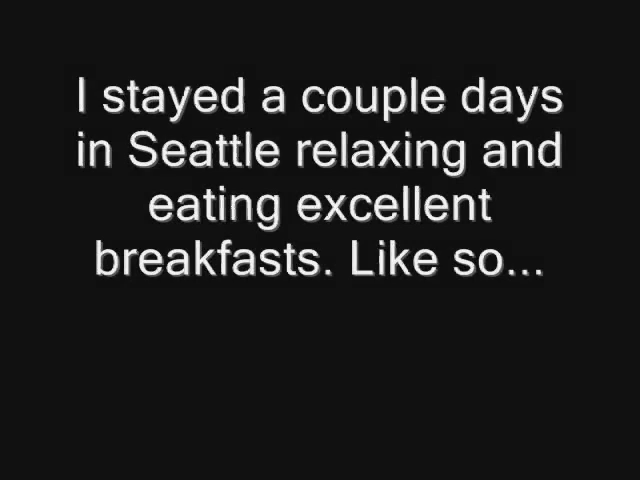 I stayed a couple days
in Seattle relaxing and
eating excellent
breakfasts. Like so...